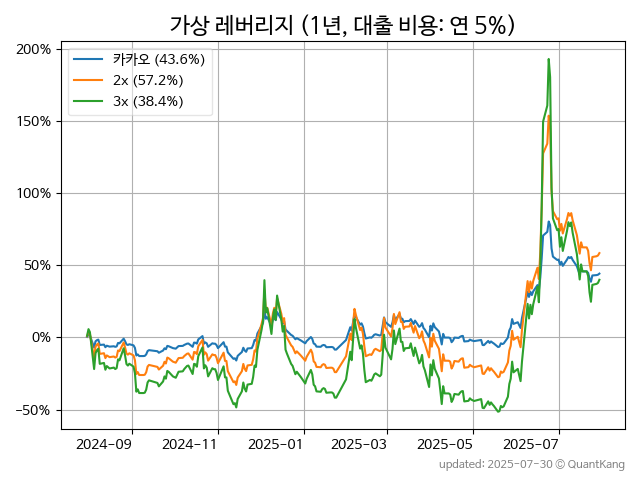 가상 레버리지 (1년, 대출 비용: 연 5%)
카카오 (43.6%)
2x (57.2%)
3x (38.4%)
200%
150%
100%
50%
0%
−50%
2024-09 2024-11 2025-01 2025-03 2025-05 2025-07
updated: 2025-07-30 © QuantKang